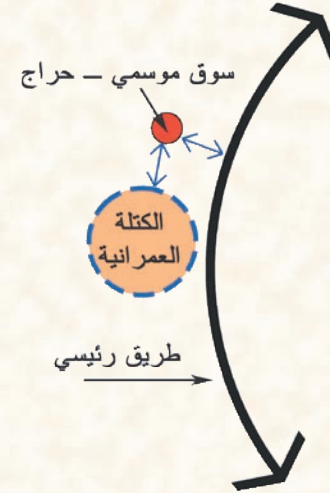 سوق موسمي – حراج
الكتلة
العمرانية
طريق رئيسي